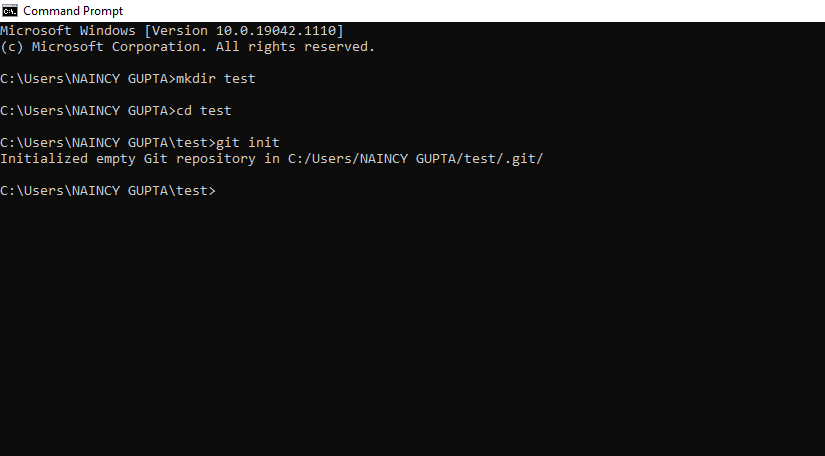 Command Prompt
Microsoft Windows [Version 10.0.19042.1110]
(c) Microsoft Corporation. All rights reserved.
C:\Users\NAINCY GUPTA>mkdir test
C:\Users\NAINCY GUPTA>cd test
C:\Users\NAINCY GUPTA\test>git init
Initialized empty Git repository in C:/Users/NAINCY GUPTA/test/.git/
C:\Users\NAINCY GUPTA\test>